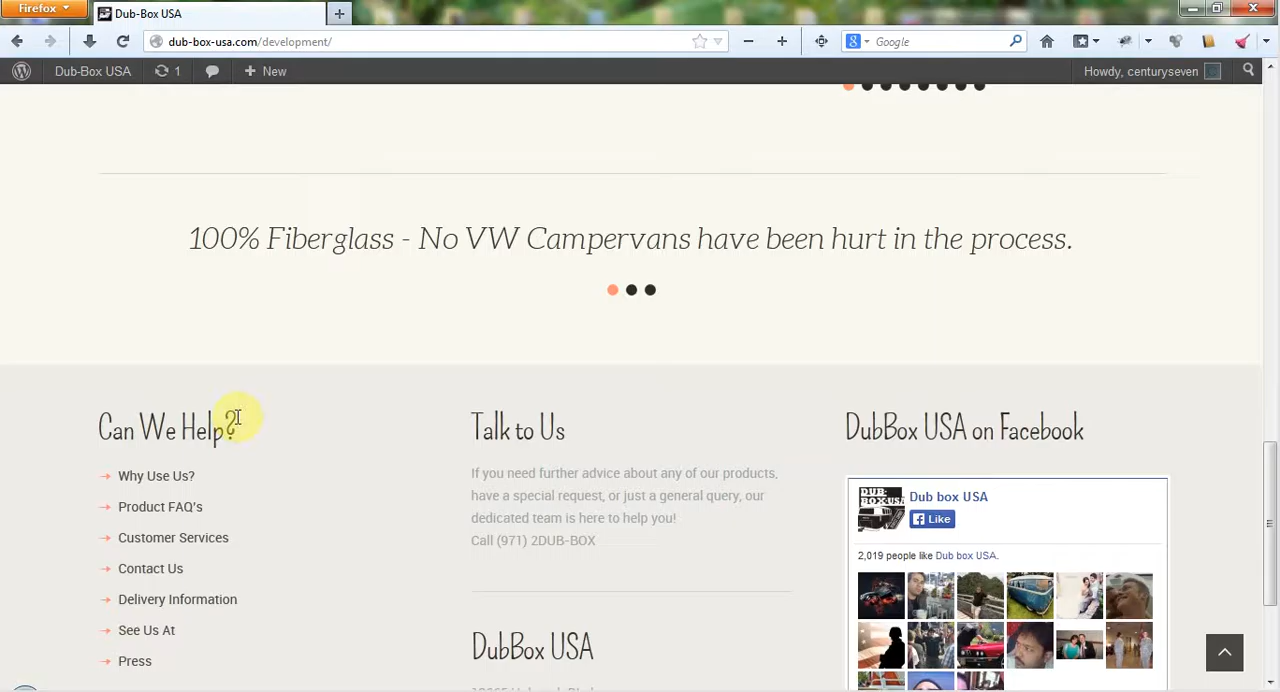 Firefox
Dub-Box USA
dub-box-usa.com/development/
Google
Dub-Box USA
1
New
Howdy, centuryseven
100% Fiberglass - No VW Campervans have been hurt in the process.
Can We Help?
Why Use Us?
Product FAQ's
Customer Services
Contact Us
Delivery Information
See Us At
Press
Talk to Us
If you need further advice about any of our products,
have a special request, or just a general query, our
dedicated team is here to help you!
Call (971) 2DUB-BOX
DubBox USA
DubBox USA on Facebook
DUB-
BOX-USA
Dub box USA
Like
2,019 people like Dub box USA.